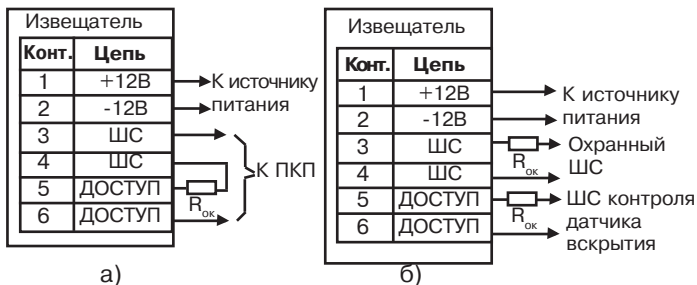 Извещатель
Конт. Цепь
1 +12В К источнику
2 -12В питания
3 ШС
4 ШС К ПКП
5 ДОСТУП Rок
6 ДОСТУП
а)
Извещатель
Конт. Цепь
1 +12В К источнику
2 -12В питания
3 ШС Rок Охранный
4 ШС ШС
5 ДОСТУП Rок ШС контроля
6 ДОСТУП датчика
вскрытия
б)